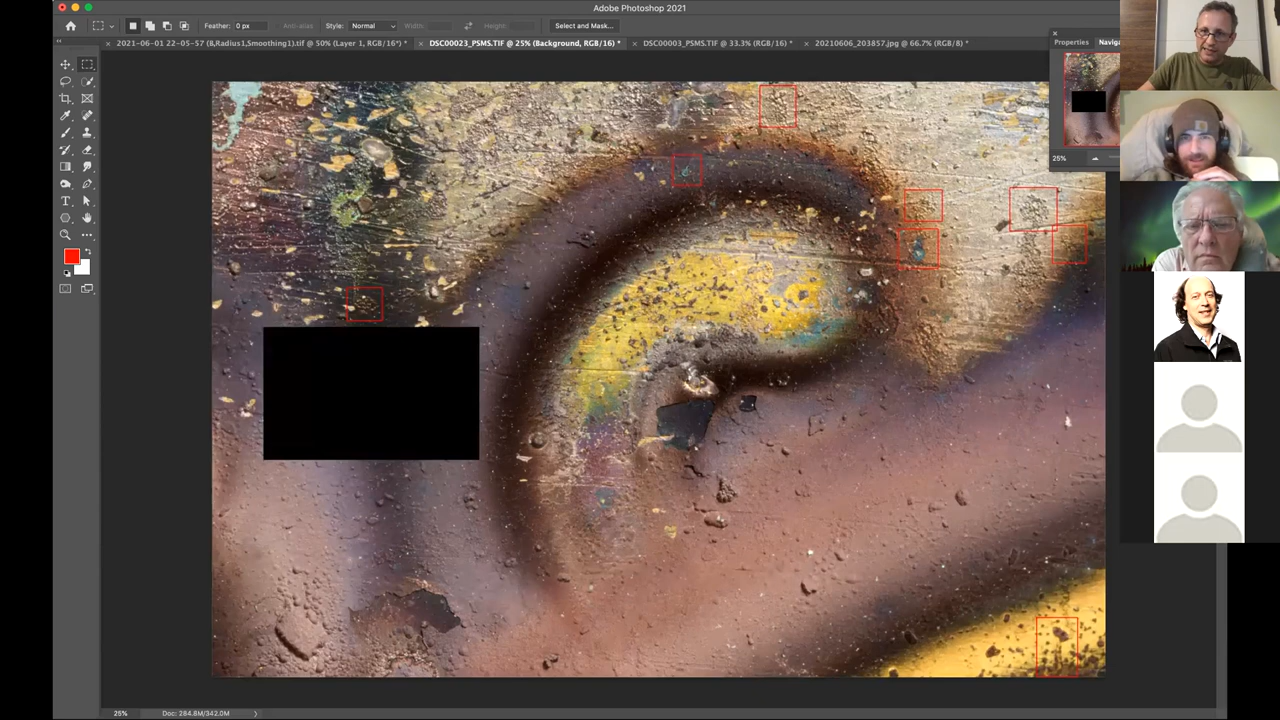 Adobe Photoshop 2021
Feather: 0 px Anti-alias Style: Normal Width: Height: Select and Mask...
2021-06-01 22-05-57 (8,Radius1,Smoothing1).tif @ 50% (Layer 1, RGB/16*) * DSC00023_PSMS.TIF @ 25% (Background, RGB/16) * DSC00003_PSMS.TIF @ 33.3% (RGB/16) * 20210606_203857.jpg @ 66.7% (RGB/8) * Properties Naviga
25%
25% Doc: 284.8M/342.0M